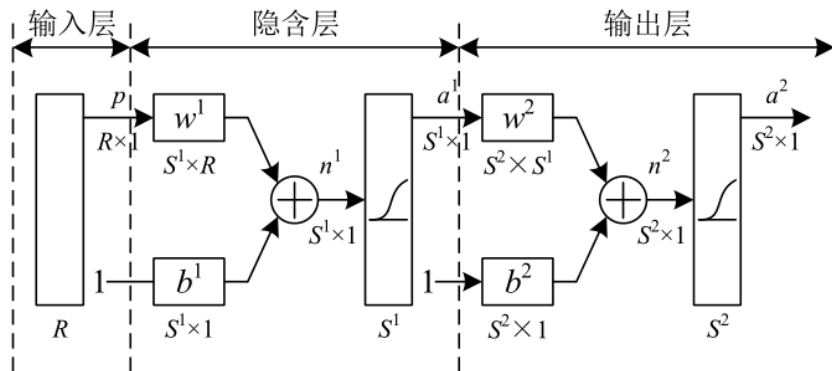 输入层 隐含层 输出层
p a¹ a²
w¹ w²
R×1 S¹×1 S²×1
S¹×R n¹ S²×S¹ n²
S¹×1 S²×1
1 b¹ 1 b²
R S¹×1 S¹ S²×1 S²